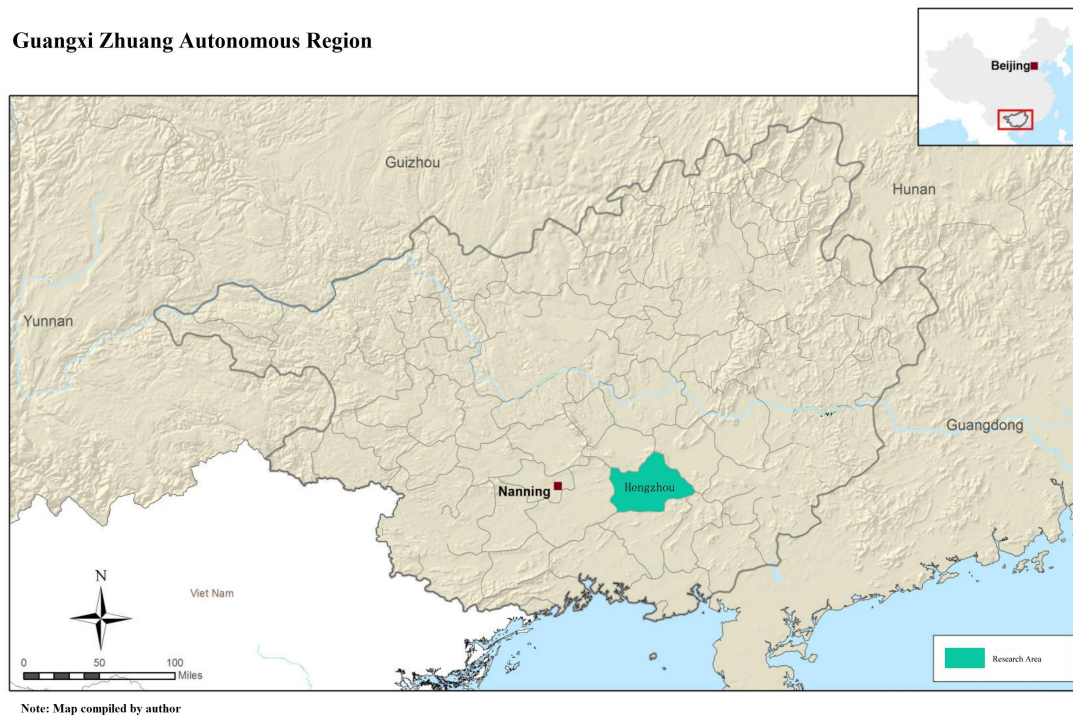 Guangxi Zhuang Autonomous Region
Beijing
Guizhou
Hunan
Yunnan
Guangdong
Nanning
Hengzhou
N
Viet Nam
0 50 100
Miles
Research Area
Note: Map compiled by author